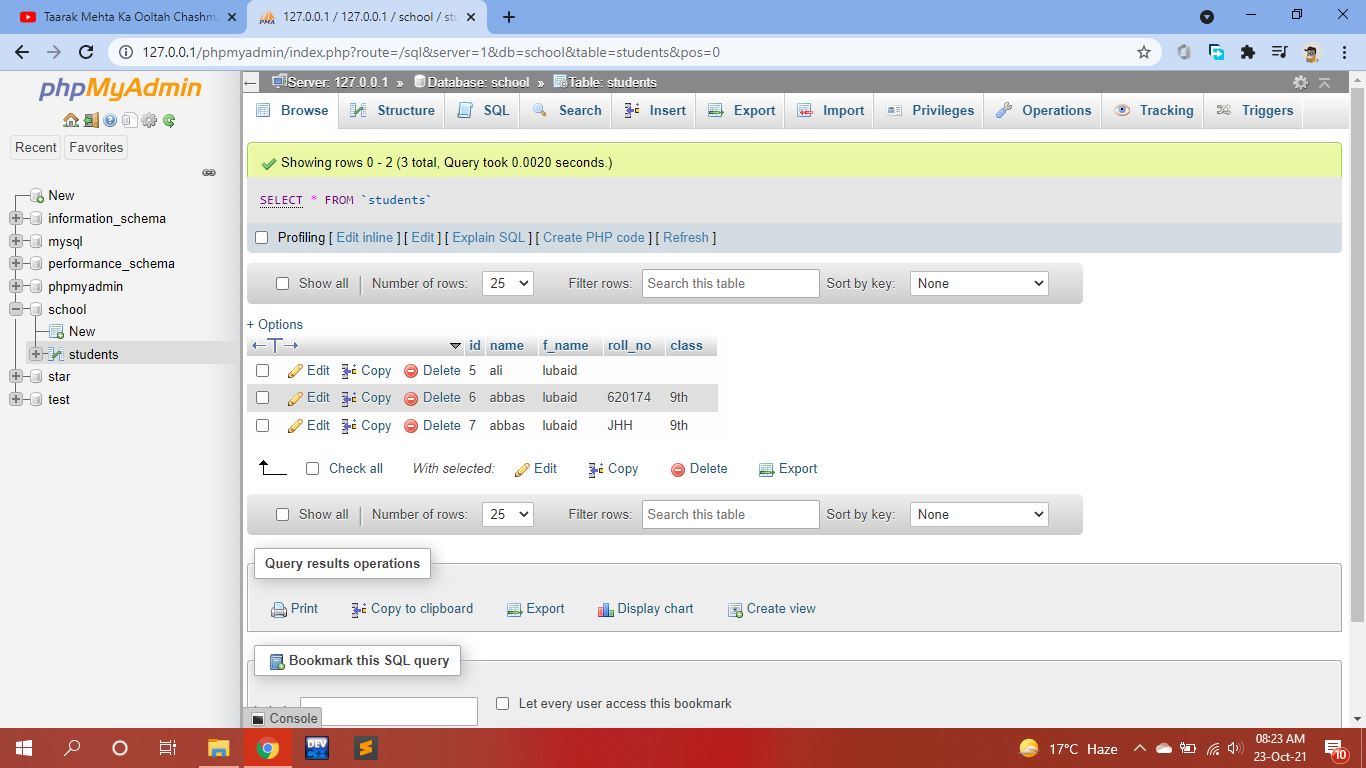 Taarak Mehta Ka Ooltah Chashma
127.0.0.1 / 127.0.0.1 / school / stu
127.0.0.1/phpmyadmin/index.php?route=/sql&server=1&db=school&table=students&pos=0
phpMyAdmin
Recent Favorites
New
information_schema
mysql
performance_schema
phpmyadmin
school
New
students
star
test
Server: 127.0.0.1 » Database: school » Table: students
Browse Structure SQL Search Insert Export Import Privileges Operations Tracking Triggers
Showing rows 0 - 2 (3 total, Query took 0.0020 seconds.)
SELECT * FROM `students`
Profiling [ Edit inline ] [ Edit ] [ Explain SQL ] [ Create PHP code ] [ Refresh ]
Show all | Number of rows: 25 Filter rows: Search this table Sort by key: None
+ Options
←T→ id name f_name roll_no class
Edit Copy Delete 5 ali lubaid
Edit Copy Delete 6 abbas lubaid 620174 9th
Edit Copy Delete 7 abbas lubaid JHH 9th
Check all With selected: Edit Copy Delete Export
Show all | Number of rows: 25 Filter rows: Search this table Sort by key: None
Query results operations
Print Copy to clipboard Export Display chart Create view
Bookmark this SQL query
Let every user access this bookmark
Console
DEV
17°C Haze
08:23 AM
23-Oct-21
10